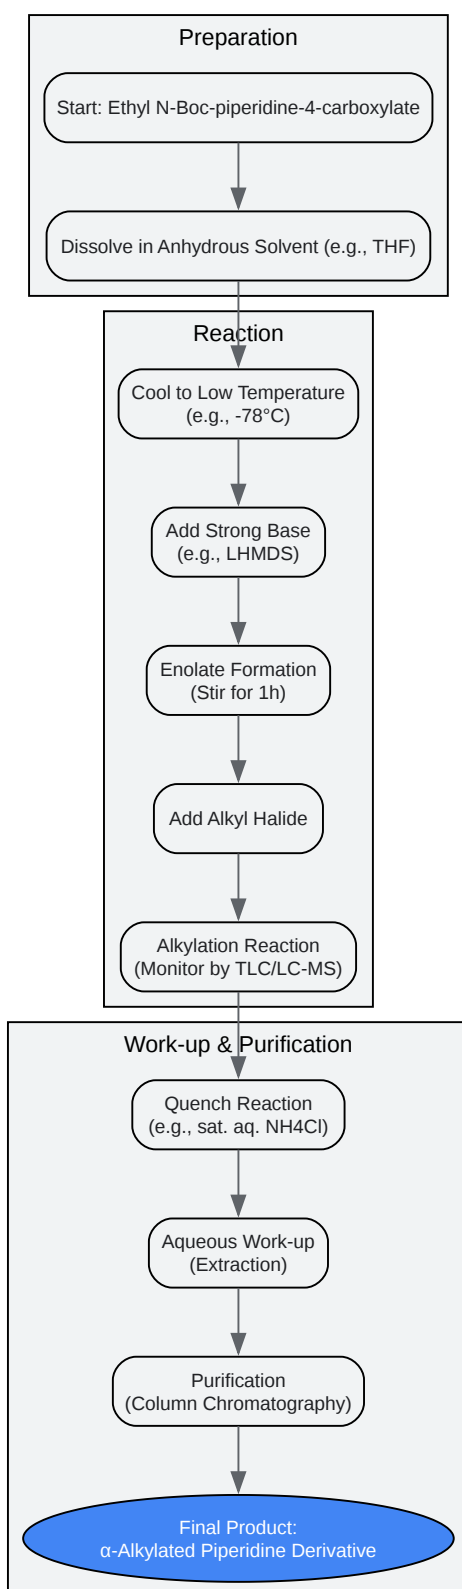 Preparation
Start: Ethyl N-Boc-piperidine-4-carboxylate
Dissolve in Anhydrous Solvent (e.g., THF)
Reaction
Cool to Low Temperature
(e.g., -78°C)
Add Strong Base
(e.g., LHMDS)
Enolate Formation
(Stir for 1h)
Add Alkyl Halide
Alkylation Reaction
(Monitor by TLC/LC-MS)
Work-up & Purification
Quench Reaction
(e.g., sat. aq. NH4Cl)
Aqueous Work-up
(Extraction)
Purification
(Column Chromatography)
Final Product:
α-Alkylated Piperidine Derivative